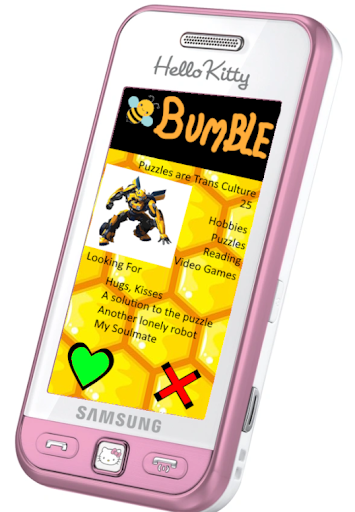 Hello Kitty
BUMBLE
Puzzles are Trans Culture
25
Hobbies
Puzzles
Reading
Video Games
Looking For
Hugs, Kisses
A solution to the puzzle
Another lonely robot
My Soulmate
SAMSUNG